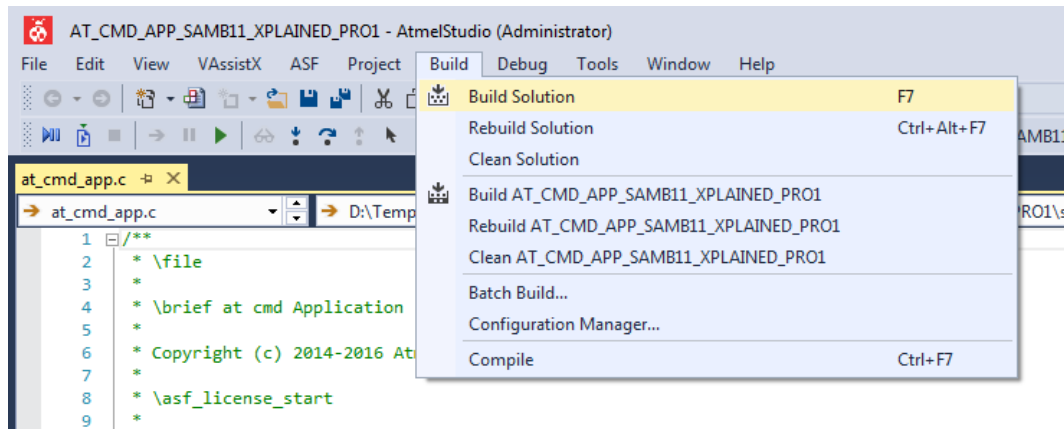 AT_CMD_APP_SAMB11_XPLAINED_PRO1 - AtmelStudio (Administrator)
File Edit View VAssistX ASF Project Build Debug Tools Window Help
Build Solution F7
Rebuild Solution Ctrl+Alt+F7
Clean Solution
Build AT_CMD_APP_SAMB11_XPLAINED_PRO1
Rebuild AT_CMD_APP_SAMB11_XPLAINED_PRO1
Clean AT_CMD_APP_SAMB11_XPLAINED_PRO1
Batch Build...
Configuration Manager...
Compile Ctrl+F7
at_cmd_app.c
at_cmd_app.c D:\Temp
1 /**
2 * \file
3 *
4 * \brief at cmd Application
5 *
6 * Copyright (c) 2014-2016
7 *
8 * \asf_license_start
9 *